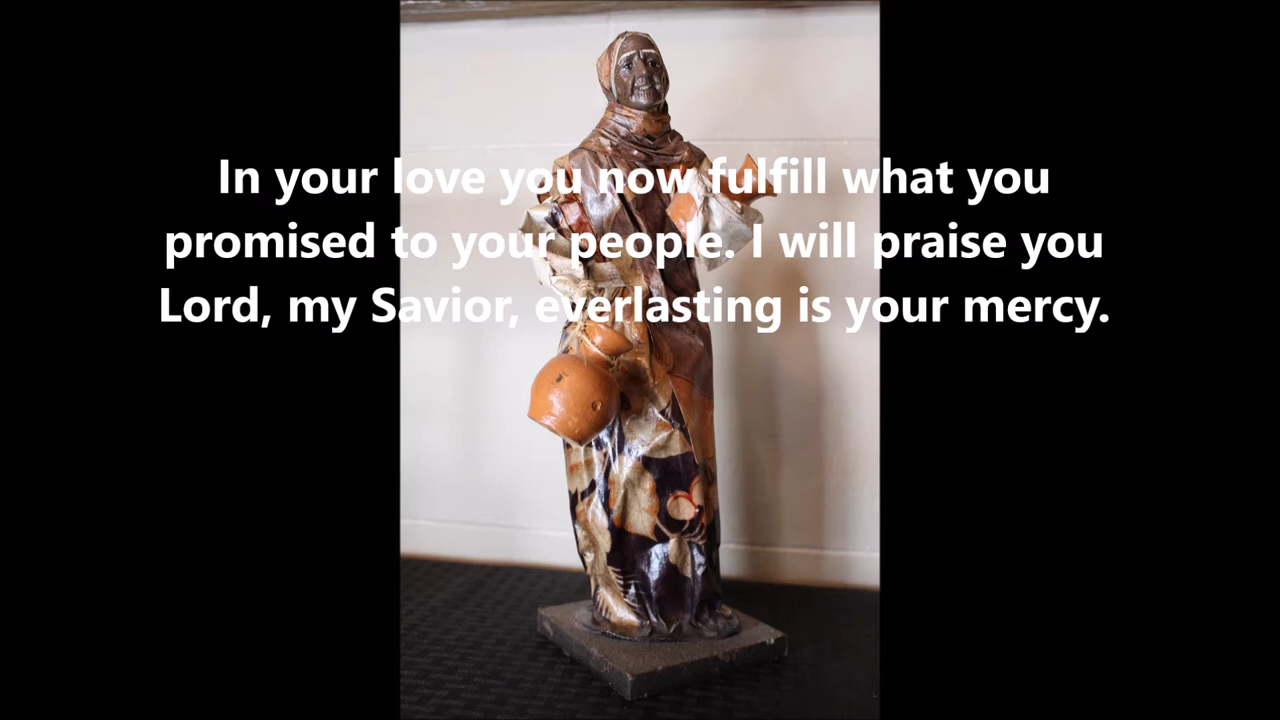 In your love you now fulfill what you
promised to your people. I will praise you
Lord, my Savior, everlasting is your mercy.